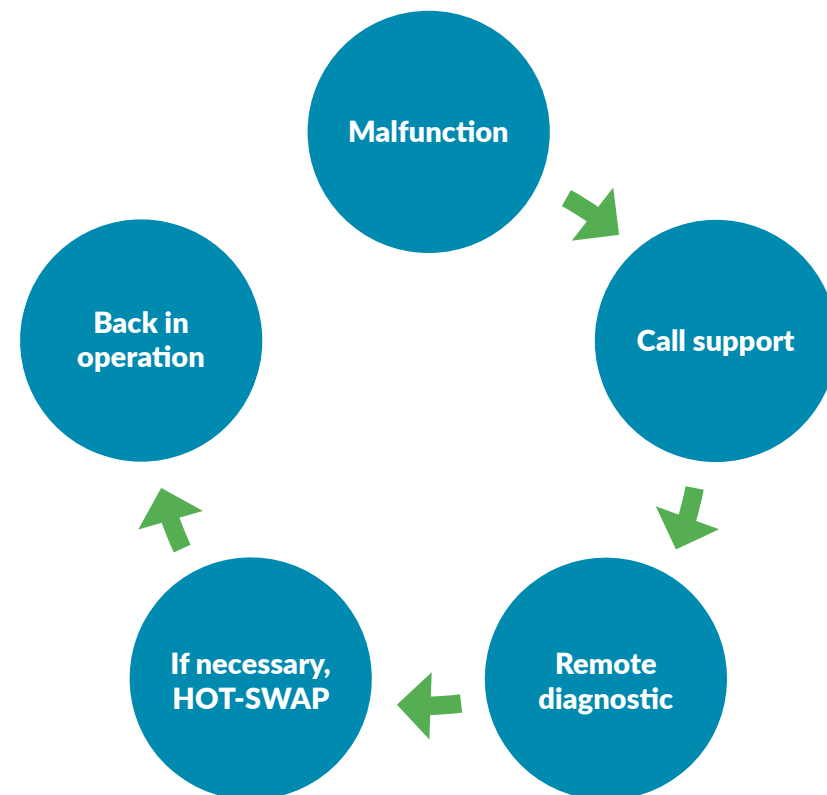 Malfunction
Call support
Remote
diagnostic
If necessary,
HOT-SWAP
Back in
operation